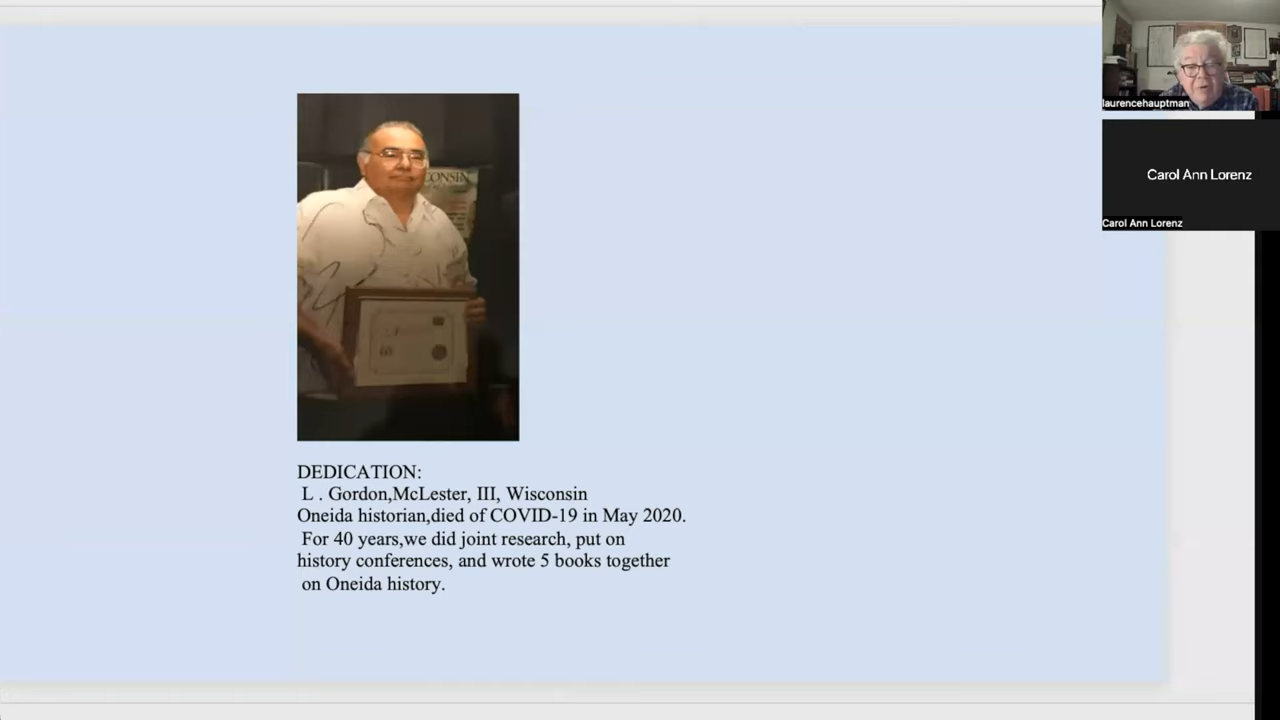 CONSIN
DEDICATION:
L . Gordon,McLester, III, Wisconsin
Oneida historian,died of COVID-19 in May 2020.
For 40 years,we did joint research, put on
history conferences, and wrote 5 books together
on Oneida history.
laurencehauptman
Carol Ann Lorenz
Carol Ann Lorenz